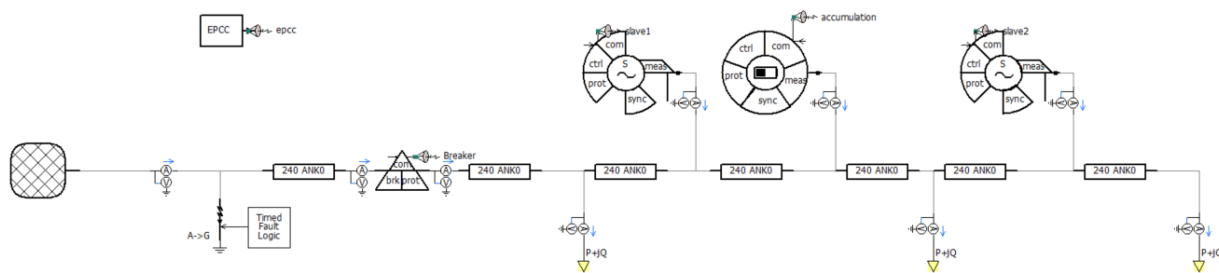 EPCC
epcc
slave1
com
ctrl
prot
S
meas
sync
accumulation
ctrl
com
prot
meas
sync
slave2
com
ctrl
prot
S
meas
sync
A
V
240 ANK0
A
V
Breaker
com
brk
prot
A
V
240 ANK0
240 ANK0
240 ANK0
240 ANK0
240 ANK0
240 ANK0
A->G
Timed
Fault
Logic
P+jQ
P+jQ
P+jQ